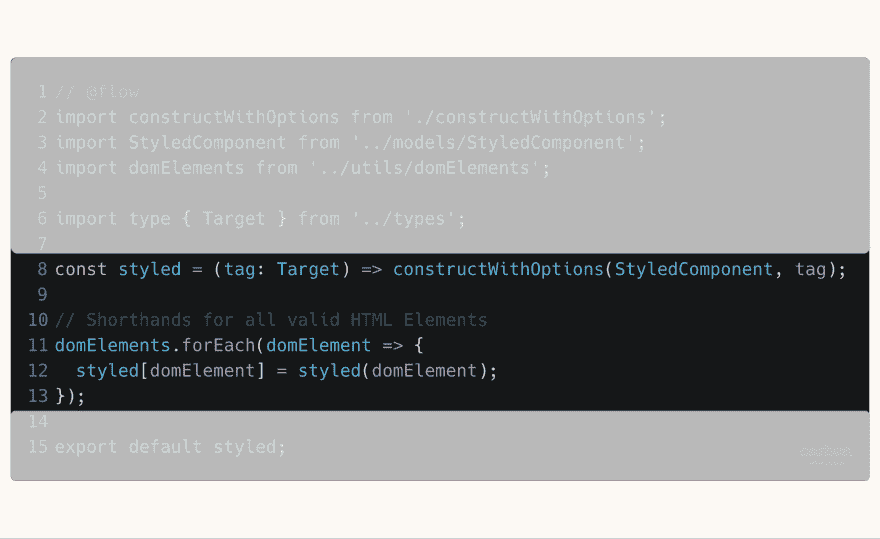 1 // @flow
2 import constructWithOptions from './constructWithOptions';
3 import StyledComponent from '../models/StyledComponent';
4 import domElements from '../utils/domElements';
5
6 import type { Target } from '../types';
7
8 const styled = (tag: Target) => constructWithOptions(StyledComponent, tag);
9
10 // Shorthands for all valid HTML Elements
11 domElements.forEach(domElement => {
12   styled[domElement] = styled(domElement);
13 });
14
15 export default styled;